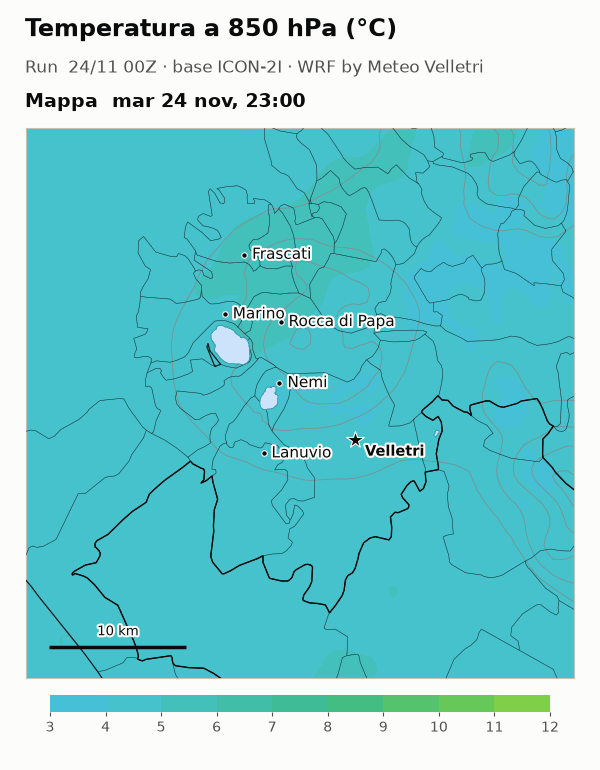 Temperatura a 850 hPa (°C)
Run 24/11 00Z · base ICON-2I · WRF by Meteo Velletri
Mappa mar 24 nov, 23:00
Frascati
Marino
Rocca di Papa
Nemi
Velletri
Lanuvio
10 km
3 4 5 6 7 8 9 10 11 12